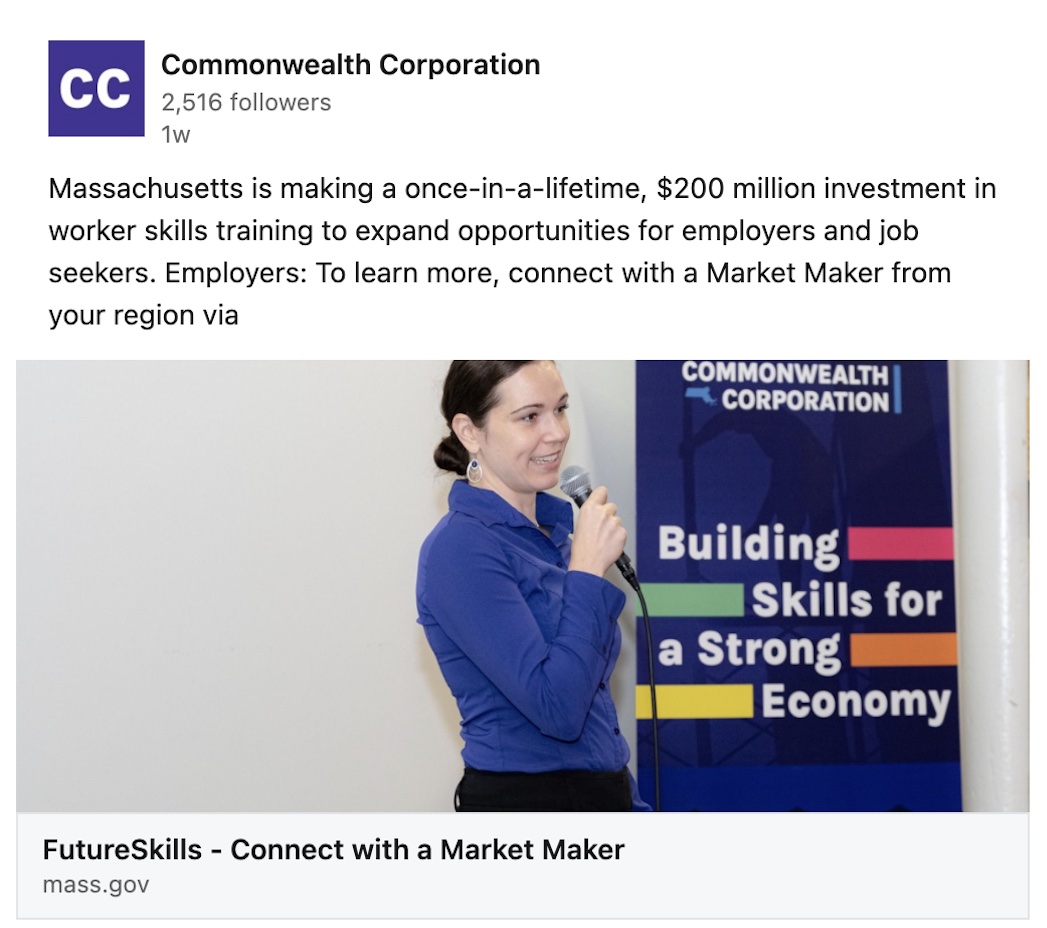 CC
Commonwealth Corporation
2,516 followers
1w
Massachusetts is making a once-in-a-lifetime, $200 million investment in
worker skills training to expand opportunities for employers and job
seekers. Employers: To learn more, connect with a Market Maker from
your region via
COMMONWEALTH
CORPORATION
Building
Skills for
a Strong
Economy
FutureSkills - Connect with a Market Maker
mass.gov